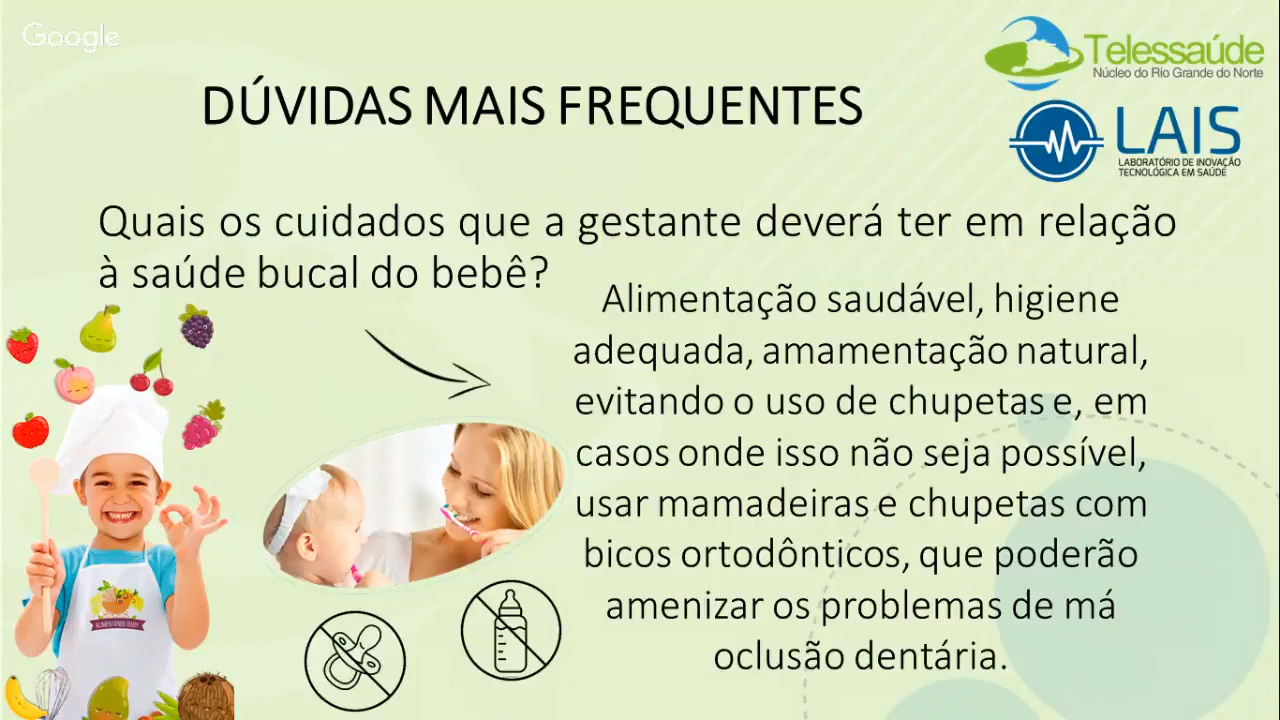 Google
Telessaúde
Núcleo do Rio Grande do Norte
DÚVIDAS MAIS FREQUENTES
LAIS
LABORATÓRIO DE INOVAÇÃO
TECNOLÓGICA EM SAÚDE
Quais os cuidados que a gestante deverá ter em relação
à saúde bucal do bebê?
Alimentação saudável, higiene
adequada, amamentação natural,
evitando o uso de chupetas e, em
casos onde isso não seja possível,
usar mamadeiras e chupetas com
bicos ortodônticos, que poderão
amenizar os problemas de má
oclusão dentária.
ALIMENTANDO BABY